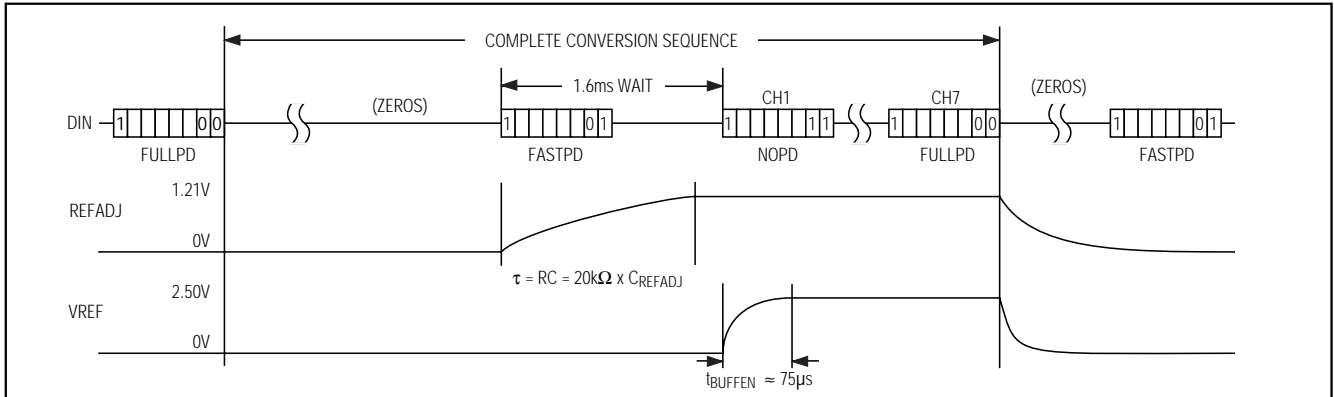 COMPLETE CONVERSION SEQUENCE
1.6ms WAIT
(ZEROS) CH1 CH7 (ZEROS)
DIN 1 0 0 1 0 1 1 1 1 1 0 0 1 0 1
FULLPD FASTPD NOPD FULLPD FASTPD
1.21V
REFADJ
0V
τ = RC = 20kΩ x CREFADJ
2.50V
VREF
0V
tBUFFEN ≈ 75µs